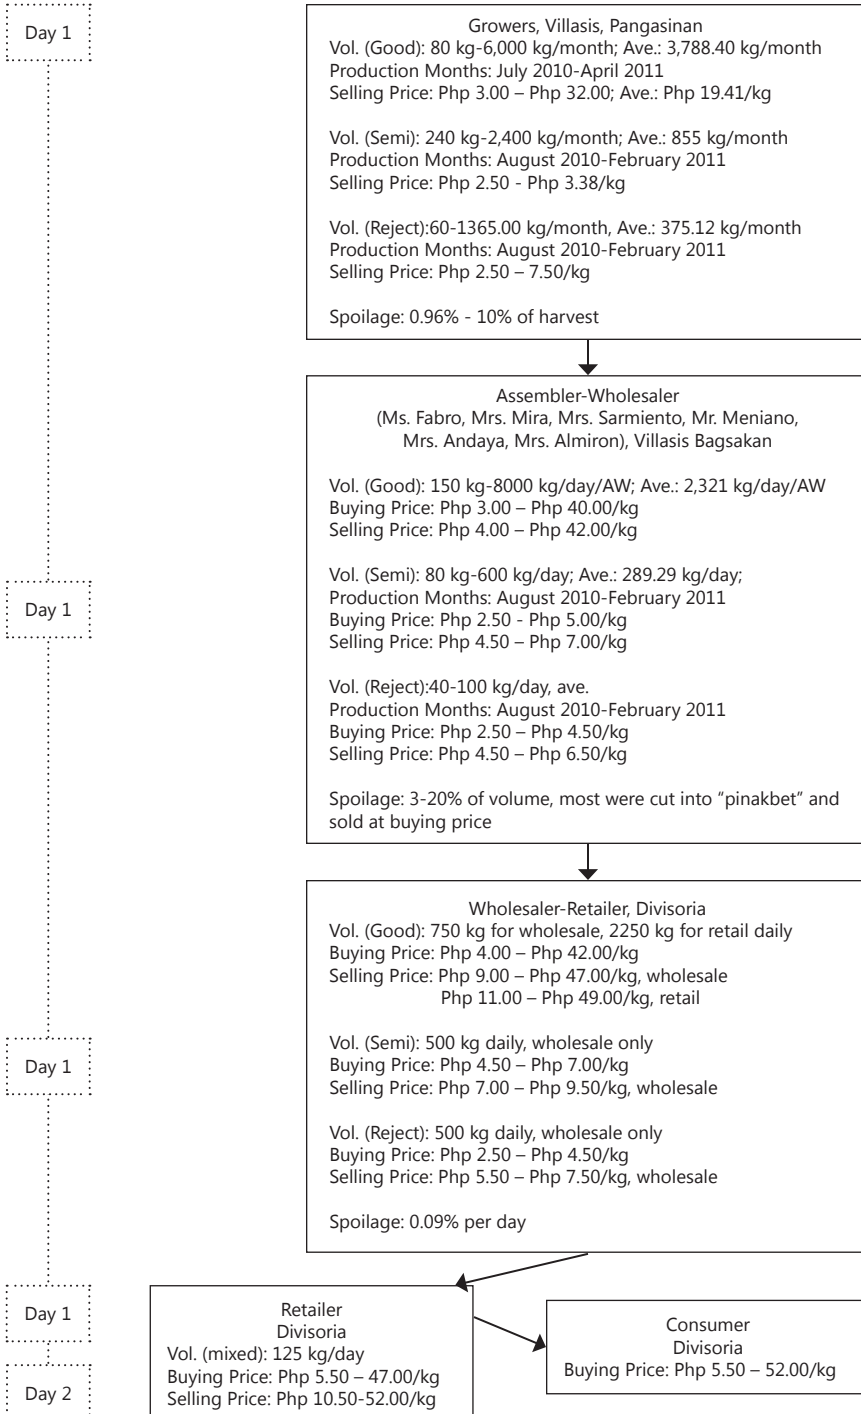 Day 1
Growers, Villasis, Pangasinan
Vol. (Good): 80 kg-6,000 kg/month; Ave.: 3,788.40 kg/month
Production Months: July 2010-April 2011
Selling Price: Php 3.00 – Php 32.00; Ave.: Php 19.41/kg
Vol. (Semi): 240 kg-2,400 kg/month; Ave.: 855 kg/month
Production Months: August 2010-February 2011
Selling Price: Php 2.50 - Php 3.38/kg
Vol. (Reject):60-1365.00 kg/month, Ave.: 375.12 kg/month
Production Months: August 2010-February 2011
Selling Price: Php 2.50 – 7.50/kg
Spoilage: 0.96% - 10% of harvest
Day 1
Assembler-Wholesaler
(Ms. Fabro, Mrs. Mira, Mrs. Sarmiento, Mr. Meniano,
Mrs. Andaya, Mrs. Almiron), Villasis Bagsakan
Vol. (Good): 150 kg-8000 kg/day/AW; Ave.: 2,321 kg/day/AW
Buying Price: Php 3.00 – Php 40.00/kg
Selling Price: Php 4.00 – Php 42.00/kg
Vol. (Semi): 80 kg-600 kg/day; Ave.: 289.29 kg/day;
Production Months: August 2010-February 2011
Buying Price: Php 2.50 - Php 5.00/kg
Selling Price: Php 4.50 – Php 7.00/kg
Vol. (Reject):40-100 kg/day, ave.
Production Months: August 2010-February 2011
Buying Price: Php 2.50 – Php 4.50/kg
Selling Price: Php 4.50 – Php 6.50/kg
Spoilage: 3-20% of volume, most were cut into “pinakbet” and
sold at buying price
Day 1
Wholesaler-Retailer, Divisoria
Vol. (Good): 750 kg for wholesale, 2250 kg for retail daily
Buying Price: Php 4.00 – Php 42.00/kg
Selling Price: Php 9.00 – Php 47.00/kg, wholesale
Php 11.00 – Php 49.00/kg, retail
Vol. (Semi): 500 kg daily, wholesale only
Buying Price: Php 4.50 – Php 7.00/kg
Selling Price: Php 7.00 – Php 9.50/kg, wholesale
Vol. (Reject): 500 kg daily, wholesale only
Buying Price: Php 2.50 – Php 4.50/kg
Selling Price: Php 5.50 – Php 7.50/kg, wholesale
Spoilage: 0.09% per day
Day 1
Day 2
Retailer
Divisoria
Vol. (mixed): 125 kg/day
Buying Price: Php 5.50 – 47.00/kg
Selling Price: Php 10.50-52.00/kg
Consumer
Divisoria
Buying Price: Php 5.50 – 52.00/kg